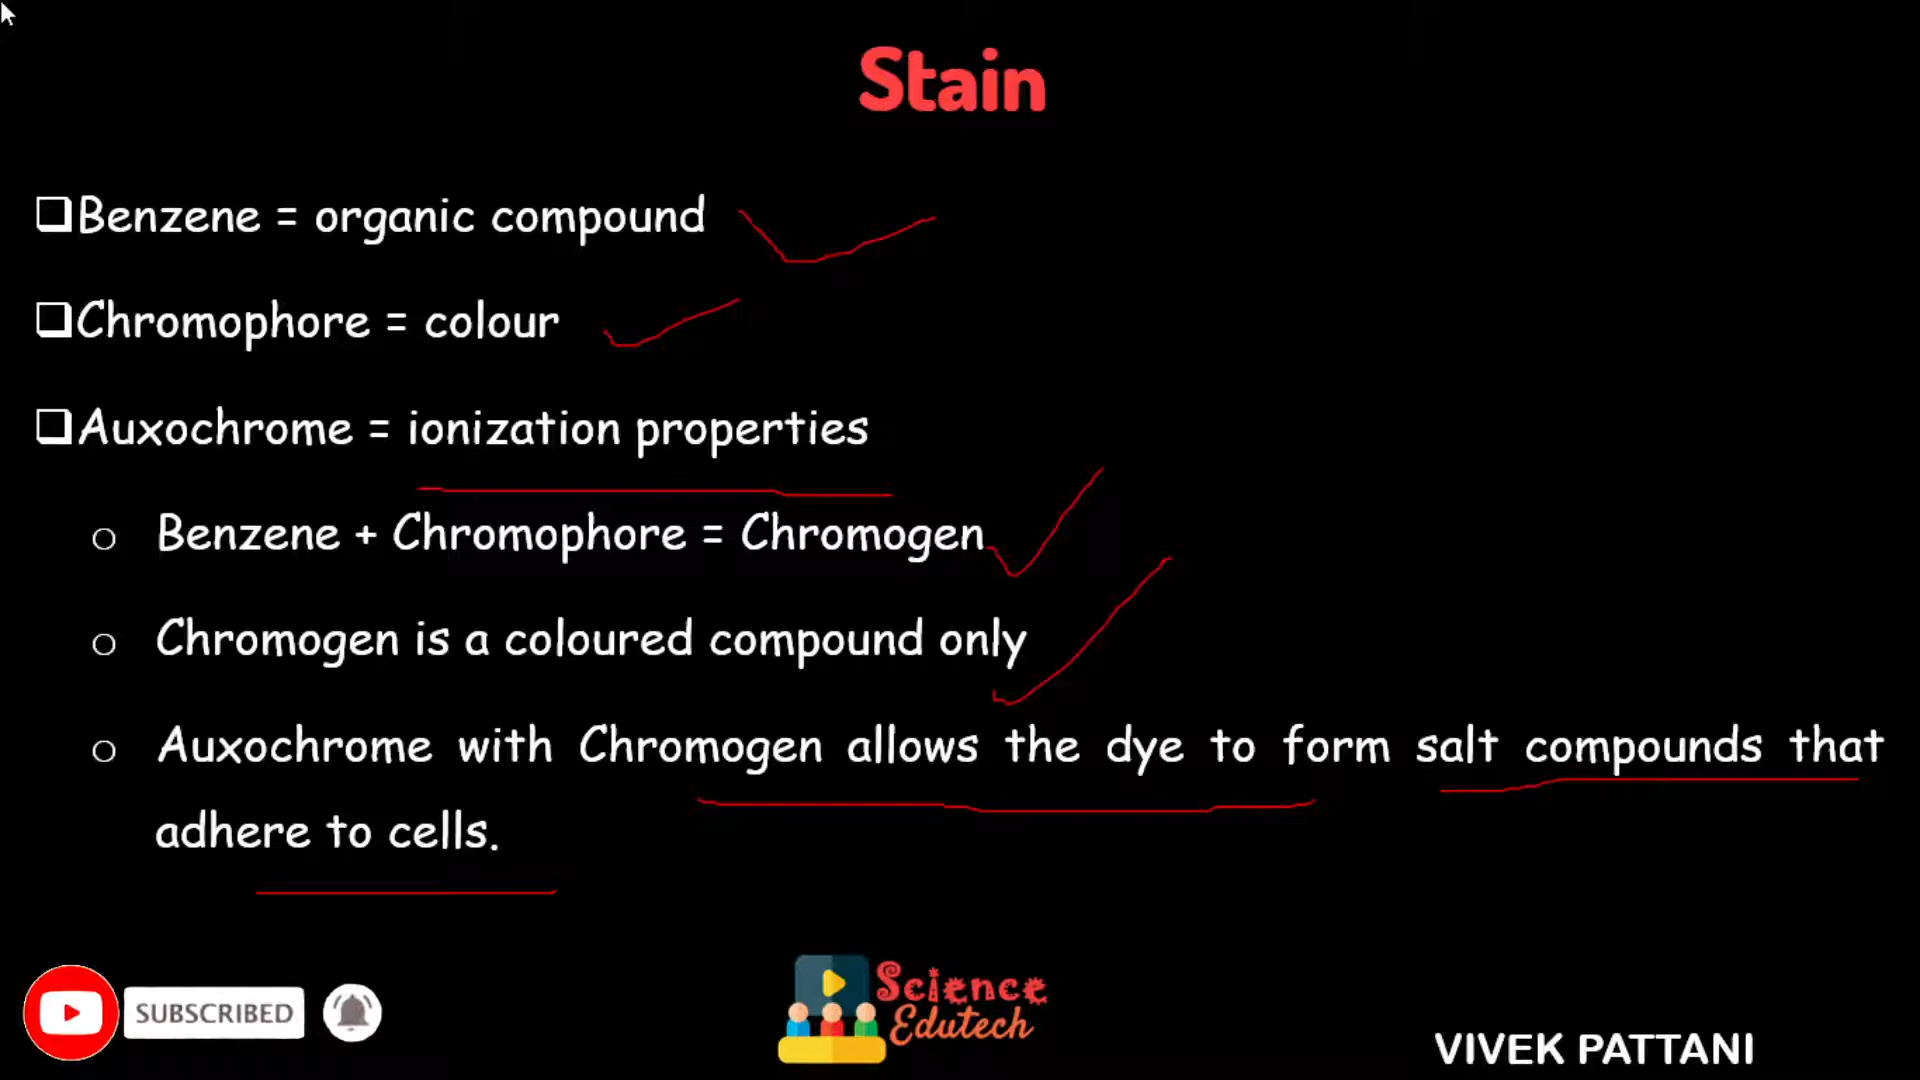 Stain
Benzene = organic compound
Chromophore = colour
Auxochrome = ionization properties
Benzene + Chromophore = Chromogen
Chromogen is a coloured compound only
Auxochrome with Chromogen allows the dye to form salt compounds that
adhere to cells.
SUBSCRIBED
Science
Edutech
VIVEK PATTANI